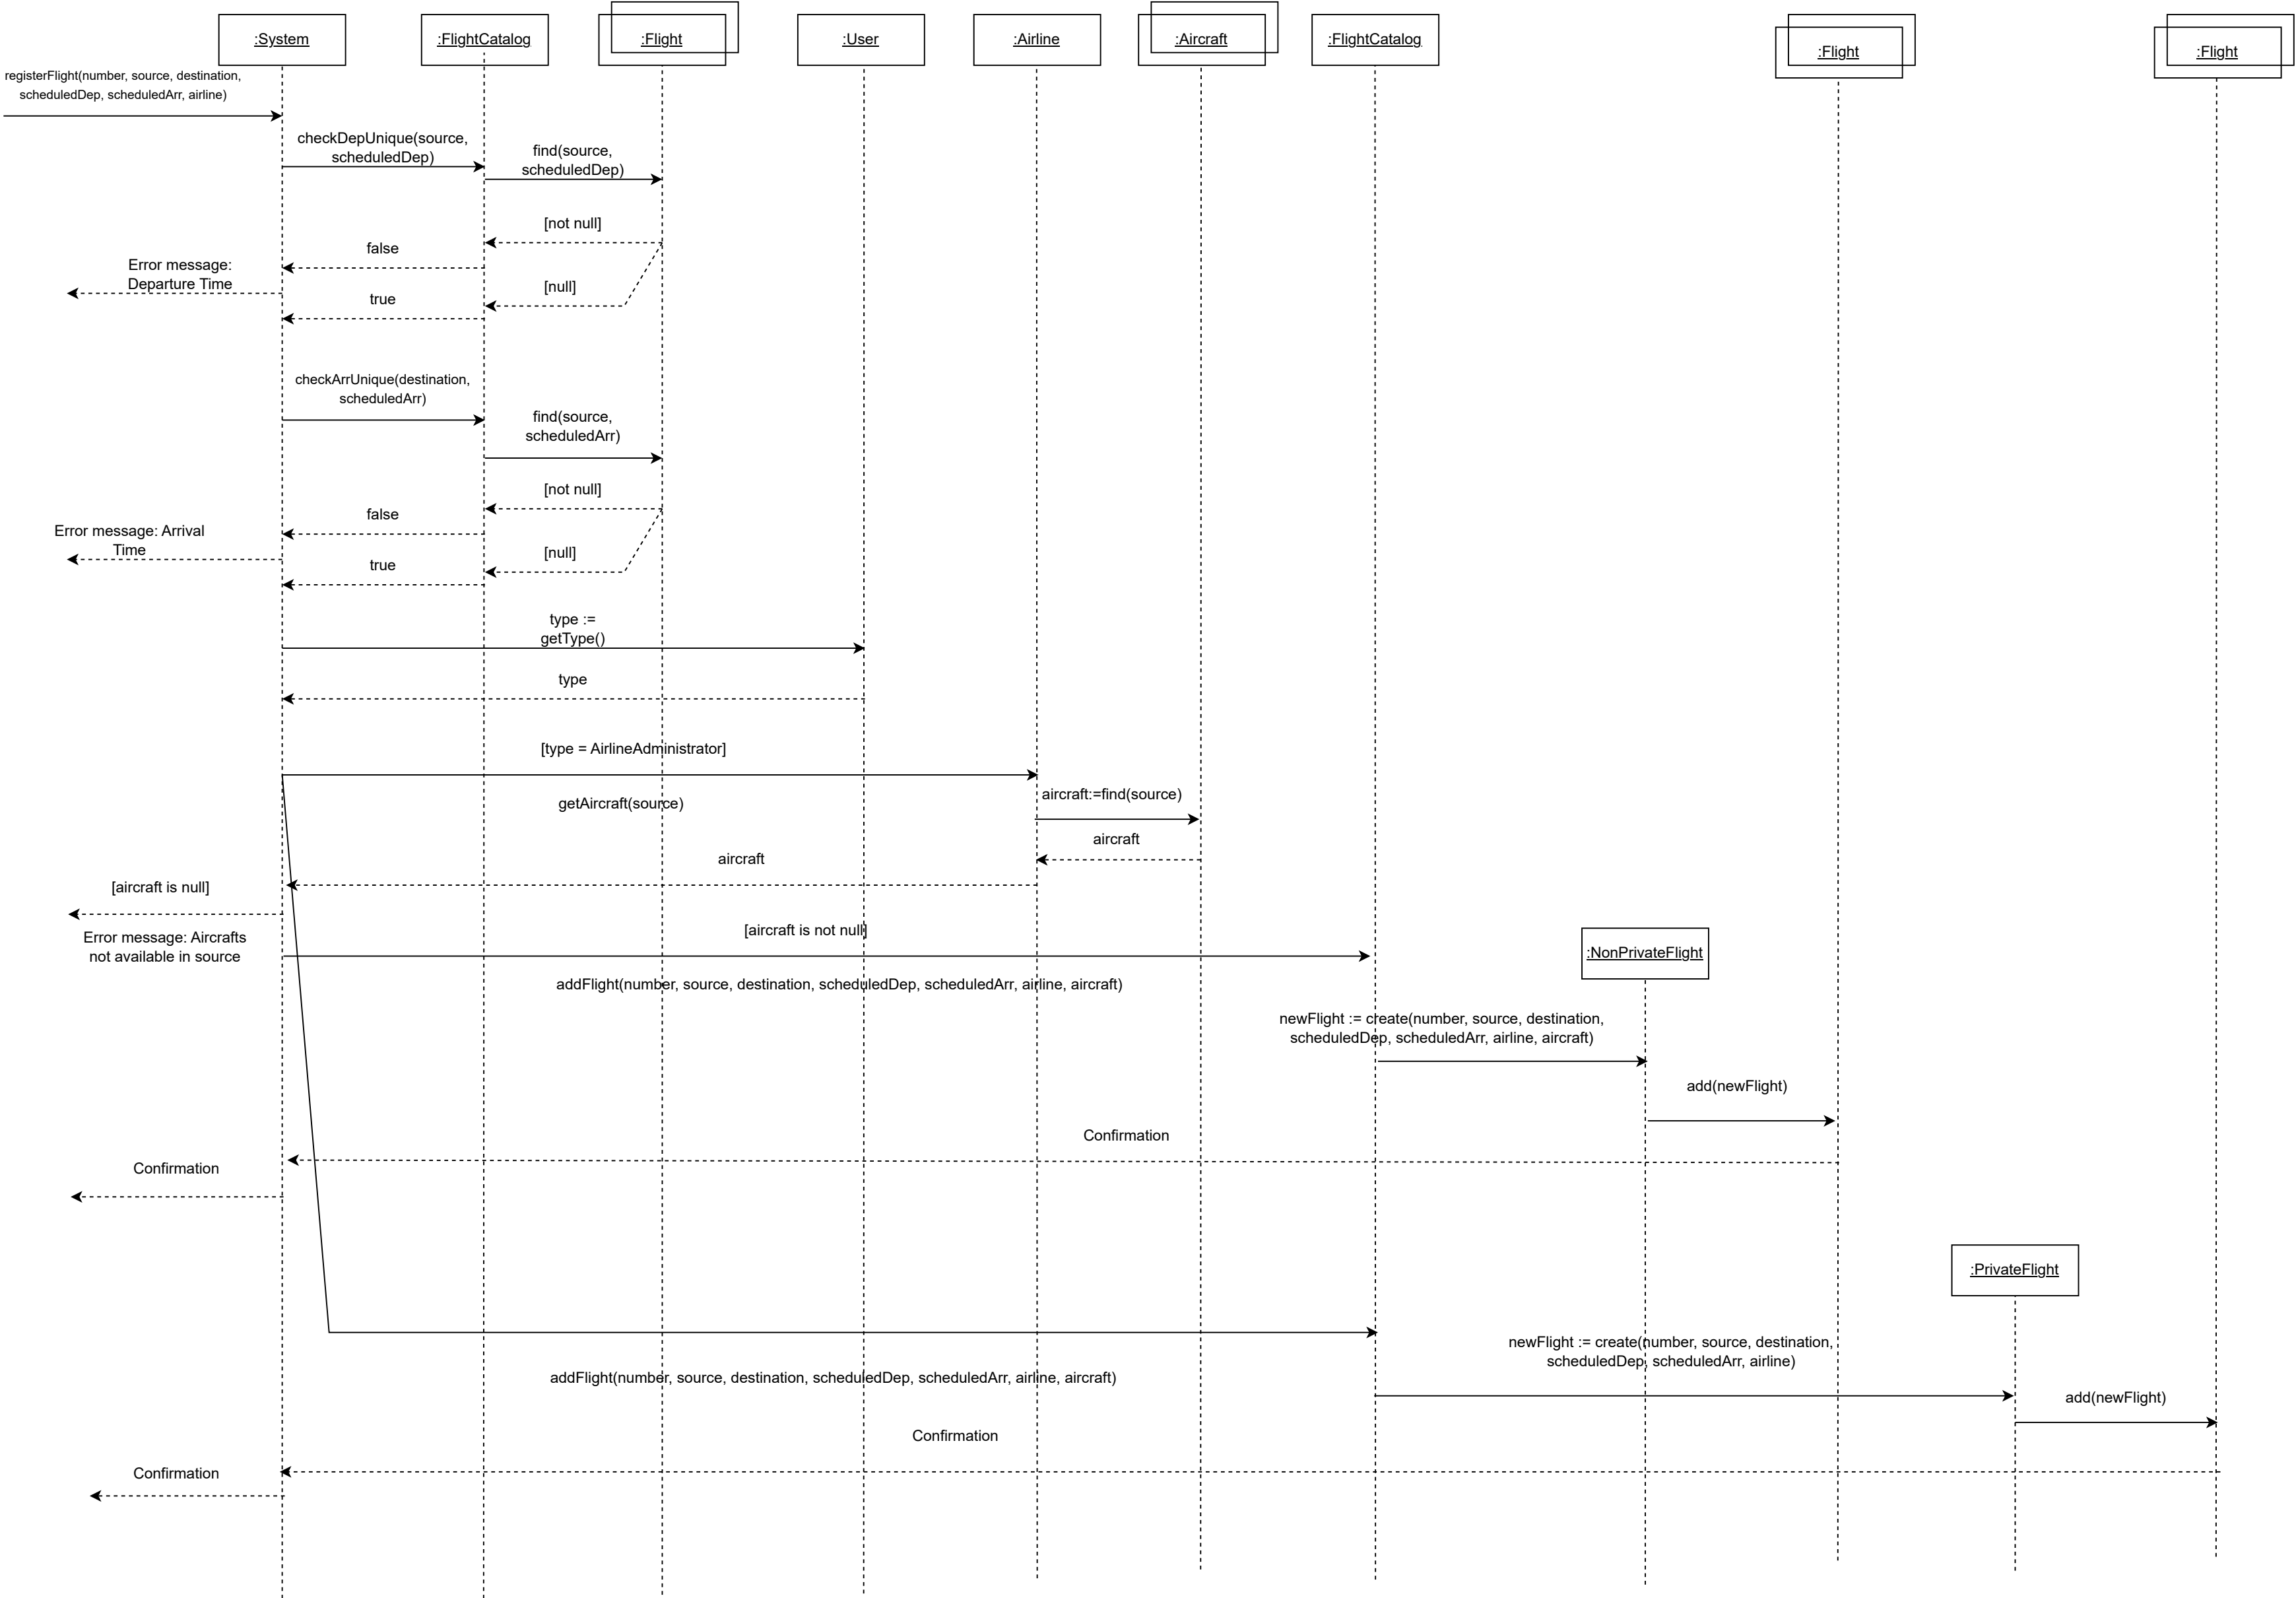 :System
:FlightCatalog
:Flight
:User
:Airline
:Aircraft
:FlightCatalog
:Flight
:Flight
registerFlight(number, source, destination,
scheduledDep, scheduledArr, airline)
checkDepUnique(source,
scheduledDep)
find(source,
scheduledDep)
[not null]
false
Error message:
Departure Time
[null]
true
checkArrUnique(destination,
scheduledArr)
find(source,
scheduledArr)
[not null]
false
Error message: Arrival
Time
[null]
true
type :=
getType()
type
[type = AirlineAdministrator]
getAircraft(source)
aircraft:=find(source)
aircraft
aircraft
[aircraft is null]
Error message: Aircrafts
not available in source
[aircraft is not null]
:NonPrivateFlight
addFlight(number, source, destination, scheduledDep, scheduledArr, airline, aircraft)
newFlight := create(number, source, destination,
scheduledDep, scheduledArr, airline, aircraft)
add(newFlight)
Confirmation
Confirmation
:PrivateFlight
newFlight := create(number, source, destination,
scheduledDep, scheduledArr, airline)
addFlight(number, source, destination, scheduledDep, scheduledArr, airline, aircraft)
add(newFlight)
Confirmation
Confirmation